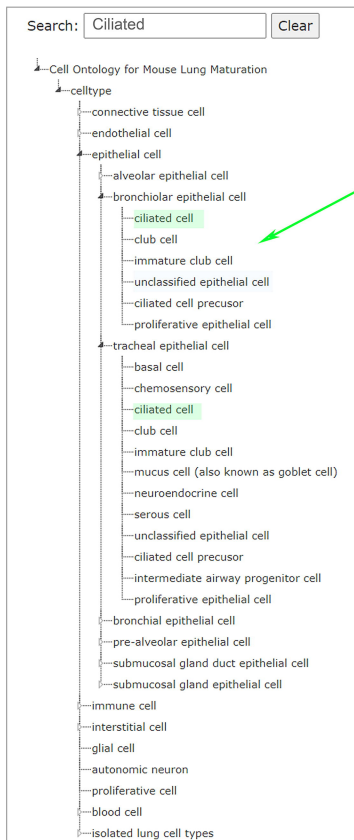 Search: Ciliated Clear
Cell Ontology for Mouse Lung Maturation
celltype
connective tissue cell
endothelial cell
epithelial cell
alveolar epithelial cell
bronchiolar epithelial cell
ciliated cell
club cell
immature club cell
unclassified epithelial cell
ciliated cell precusor
proliferative epithelial cell
tracheal epithelial cell
basal cell
chemosensory cell
ciliated cell
club cell
immature club cell
mucus cell (also known as goblet cell)
neuroendocrine cell
serous cell
unclassified epithelial cell
ciliated cell precusor
intermediate airway progenitor cell
proliferative epithelial cell
bronchial epithelial cell
pre-alveolar epithelial cell
submucosal gland duct epithelial cell
submucosal gland epithelial cell
immune cell
interstitial cell
glial cell
autonomic neuron
proliferative cell
blood cell
isolated lung cell types